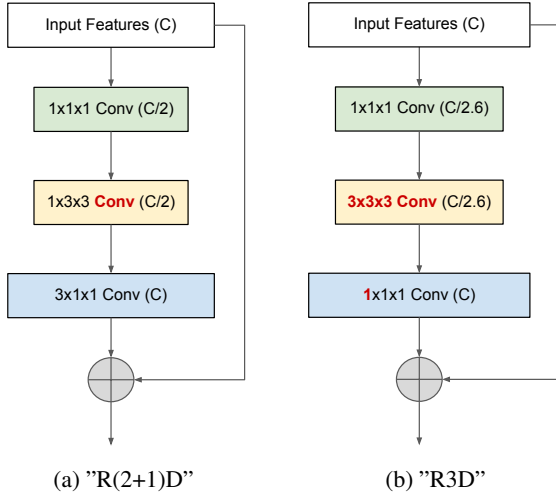 Input Features (C)
1x1x1 Conv (C/2)
1x3x3 Conv (C/2)
3x1x1 Conv (C)
(a) ”R(2+1)D”
Input Features (C)
1x1x1 Conv (C/2.6)
3x3x3 Conv (C/2.6)
1x1x1 Conv (C)
(b) ”R3D”